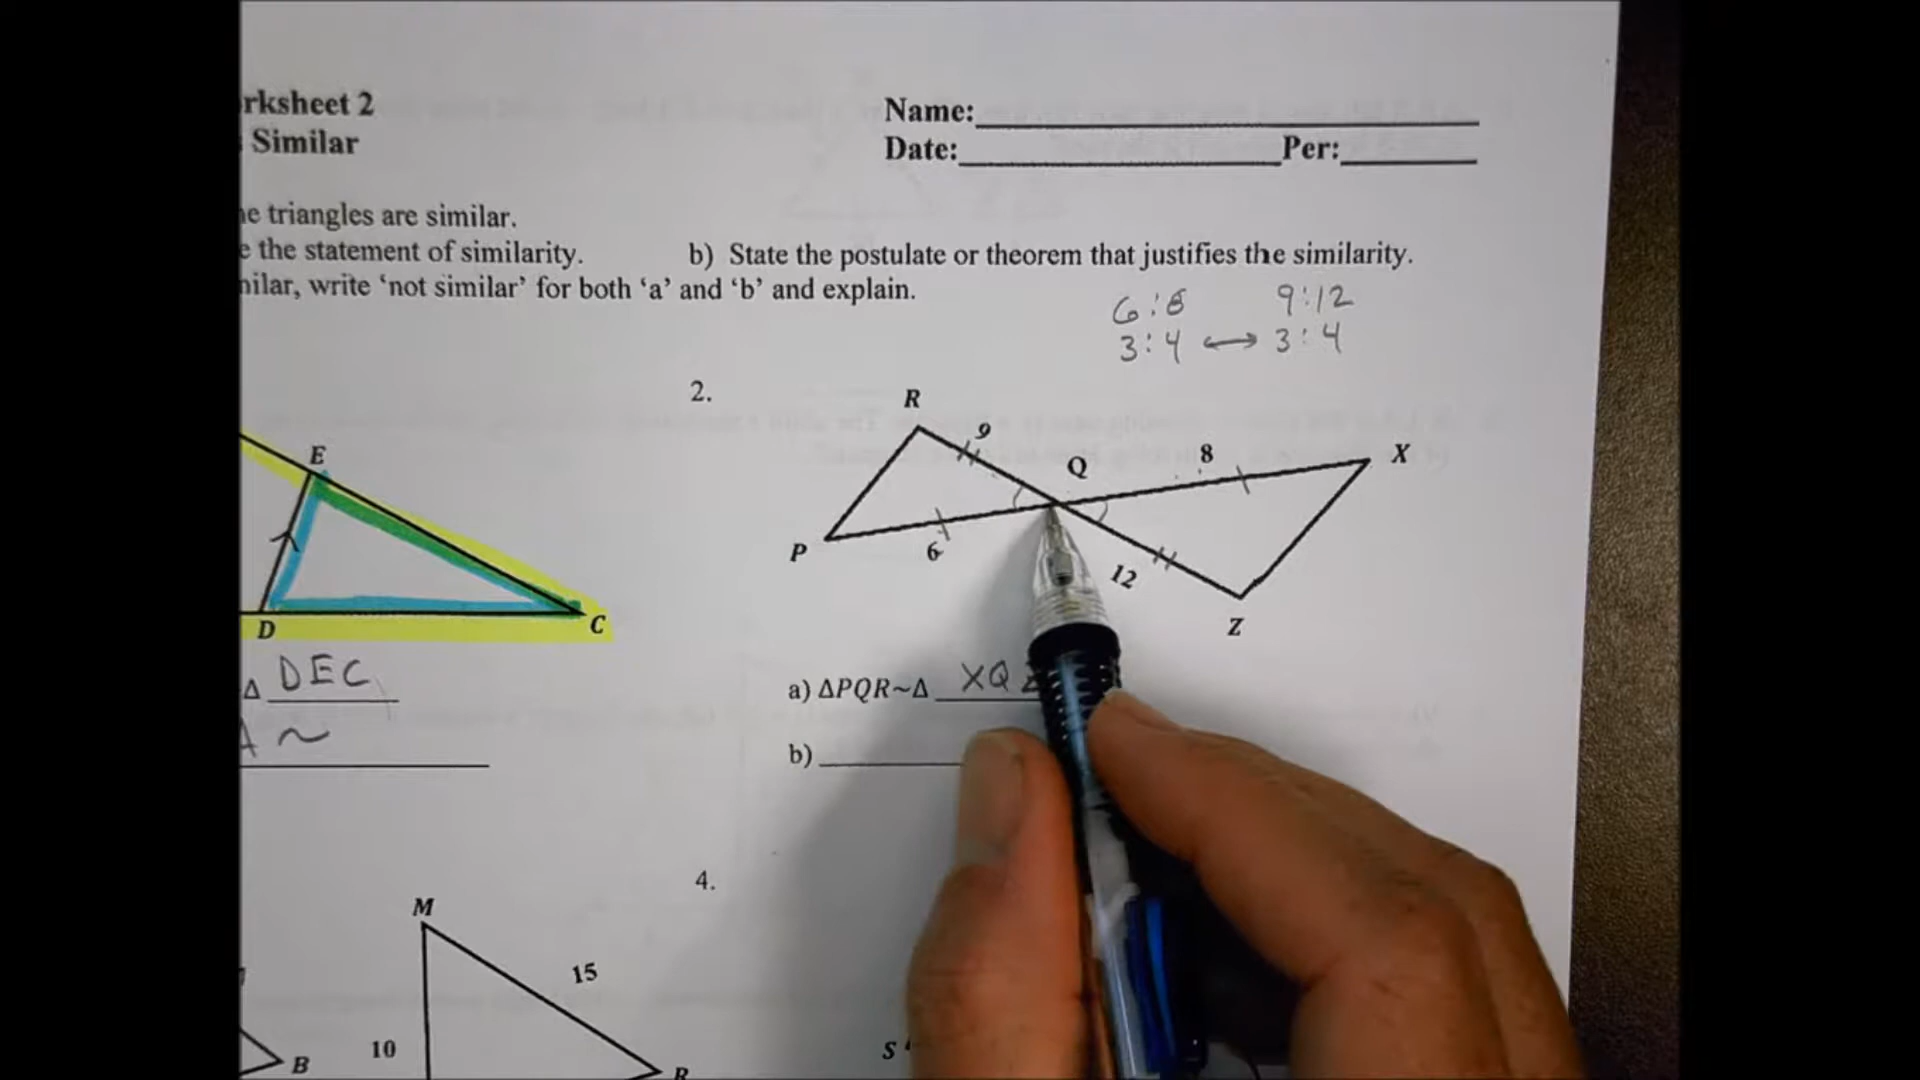 rksheet 2
Similar
Name:
Date: Per:
e triangles are similar.
e the statement of similarity.
b) State the postulate or theorem that justifies the similarity.
nilar, write ‘not similar’ for both ‘a’ and ‘b’ and explain.
6:8 9:12
3:4 ↔ 3:4
2.
R
9
Q
8
X
P
6
12
Z
E
D
C
Δ DEC
A ~
a) ΔPQR~Δ XQ
b)
4.
M
15
10
B
R
S